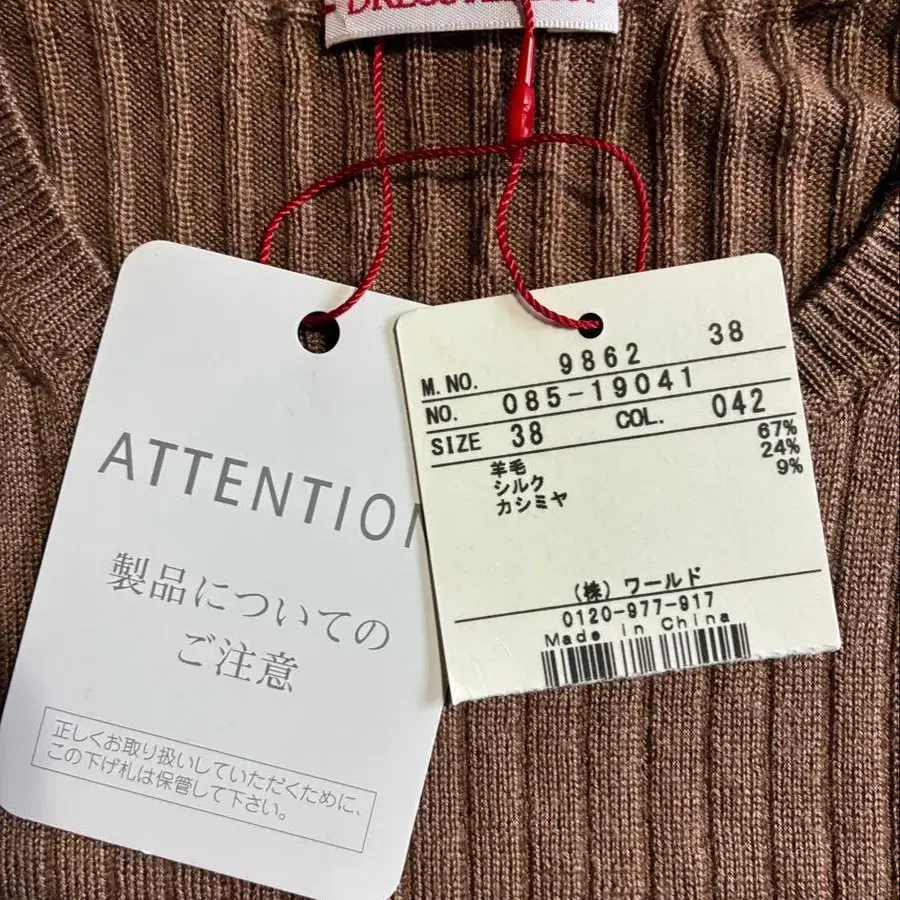 ATTENTION
製品についての
ご注意
正しくお取り扱いしていただくために、
この下げ札は保管して下さい。
9862 38
M.NO.
NO. 085-19041
SIZE 38 COL. 042
羊毛 67%
シルク 24%
カシミヤ 9%
(株) ワールド
0120-977-917
Made in China